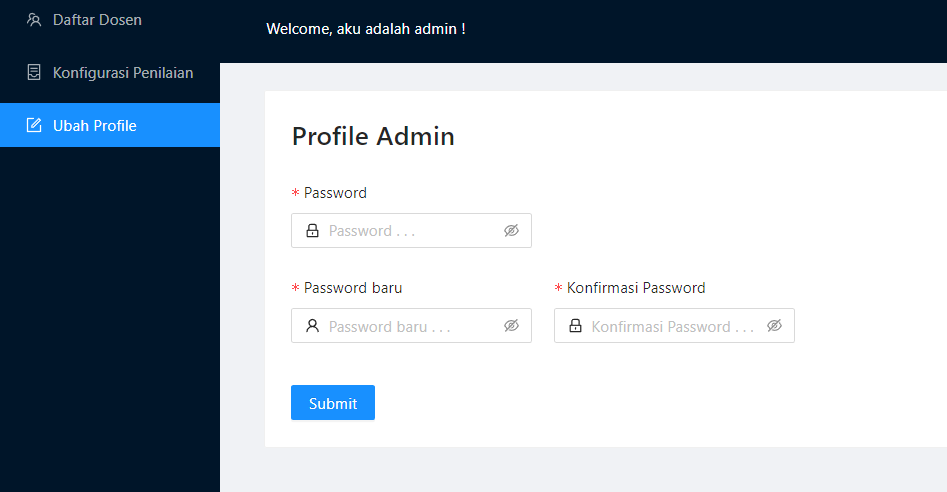 Daftar Dosen
Konfigurasi Penilaian
Ubah Profile
Welcome, aku adalah admin !
Profile Admin
* Password
Password . . .
* Password baru
Password baru . . .
* Konfirmasi Password
Konfirmasi Password . . .
Submit